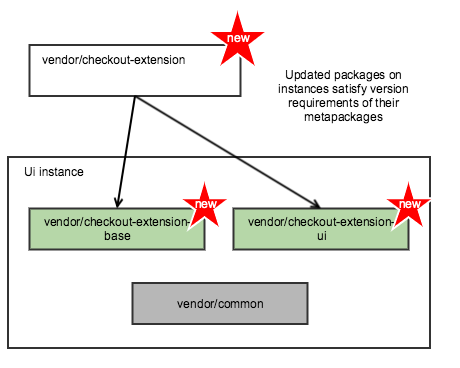 new
vendor/checkout-extension
Updated packages on
instances satisfy version
requirements of their
metapackages
Ui instance
new
new
vendor/checkout-extension-
base
vendor/checkout-extension-
ui
vendor/common